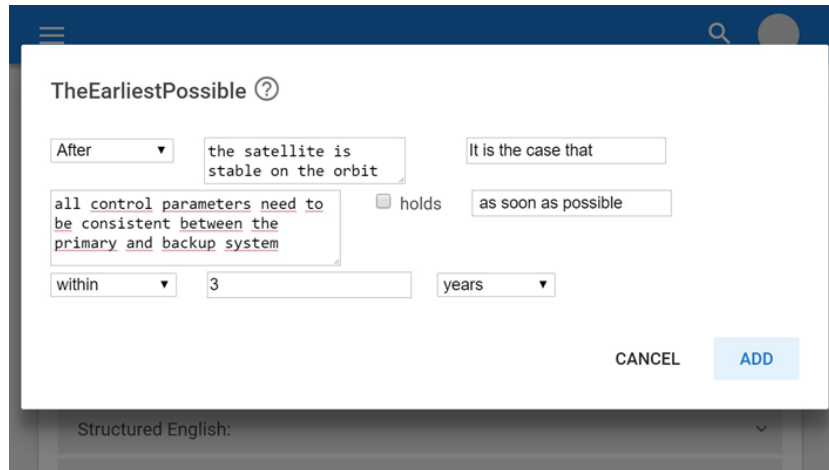 TheEarliestPossible ?
After the satellite is stable on the orbit It is the case that
all control parameters need to be consistent between the primary and backup system holds as soon as possible
within 3 years
CANCEL ADD
Structured English: